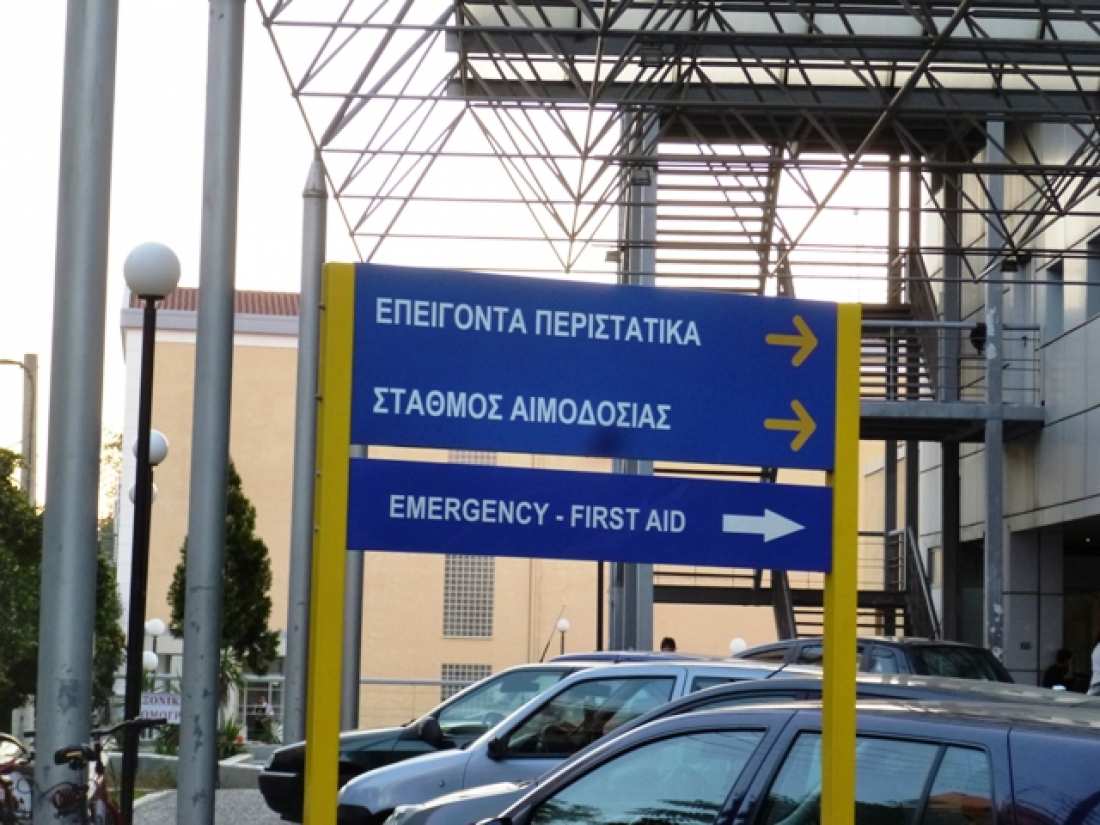 ΕΠΕΙΓΟΝΤΑ ΠΕΡΙΣΤΑΤΙΚΑ
ΣΤΑΘΜΟΣ ΑΙΜΟΔΟΣΙΑΣ
EMERGENCY - FIRST AID